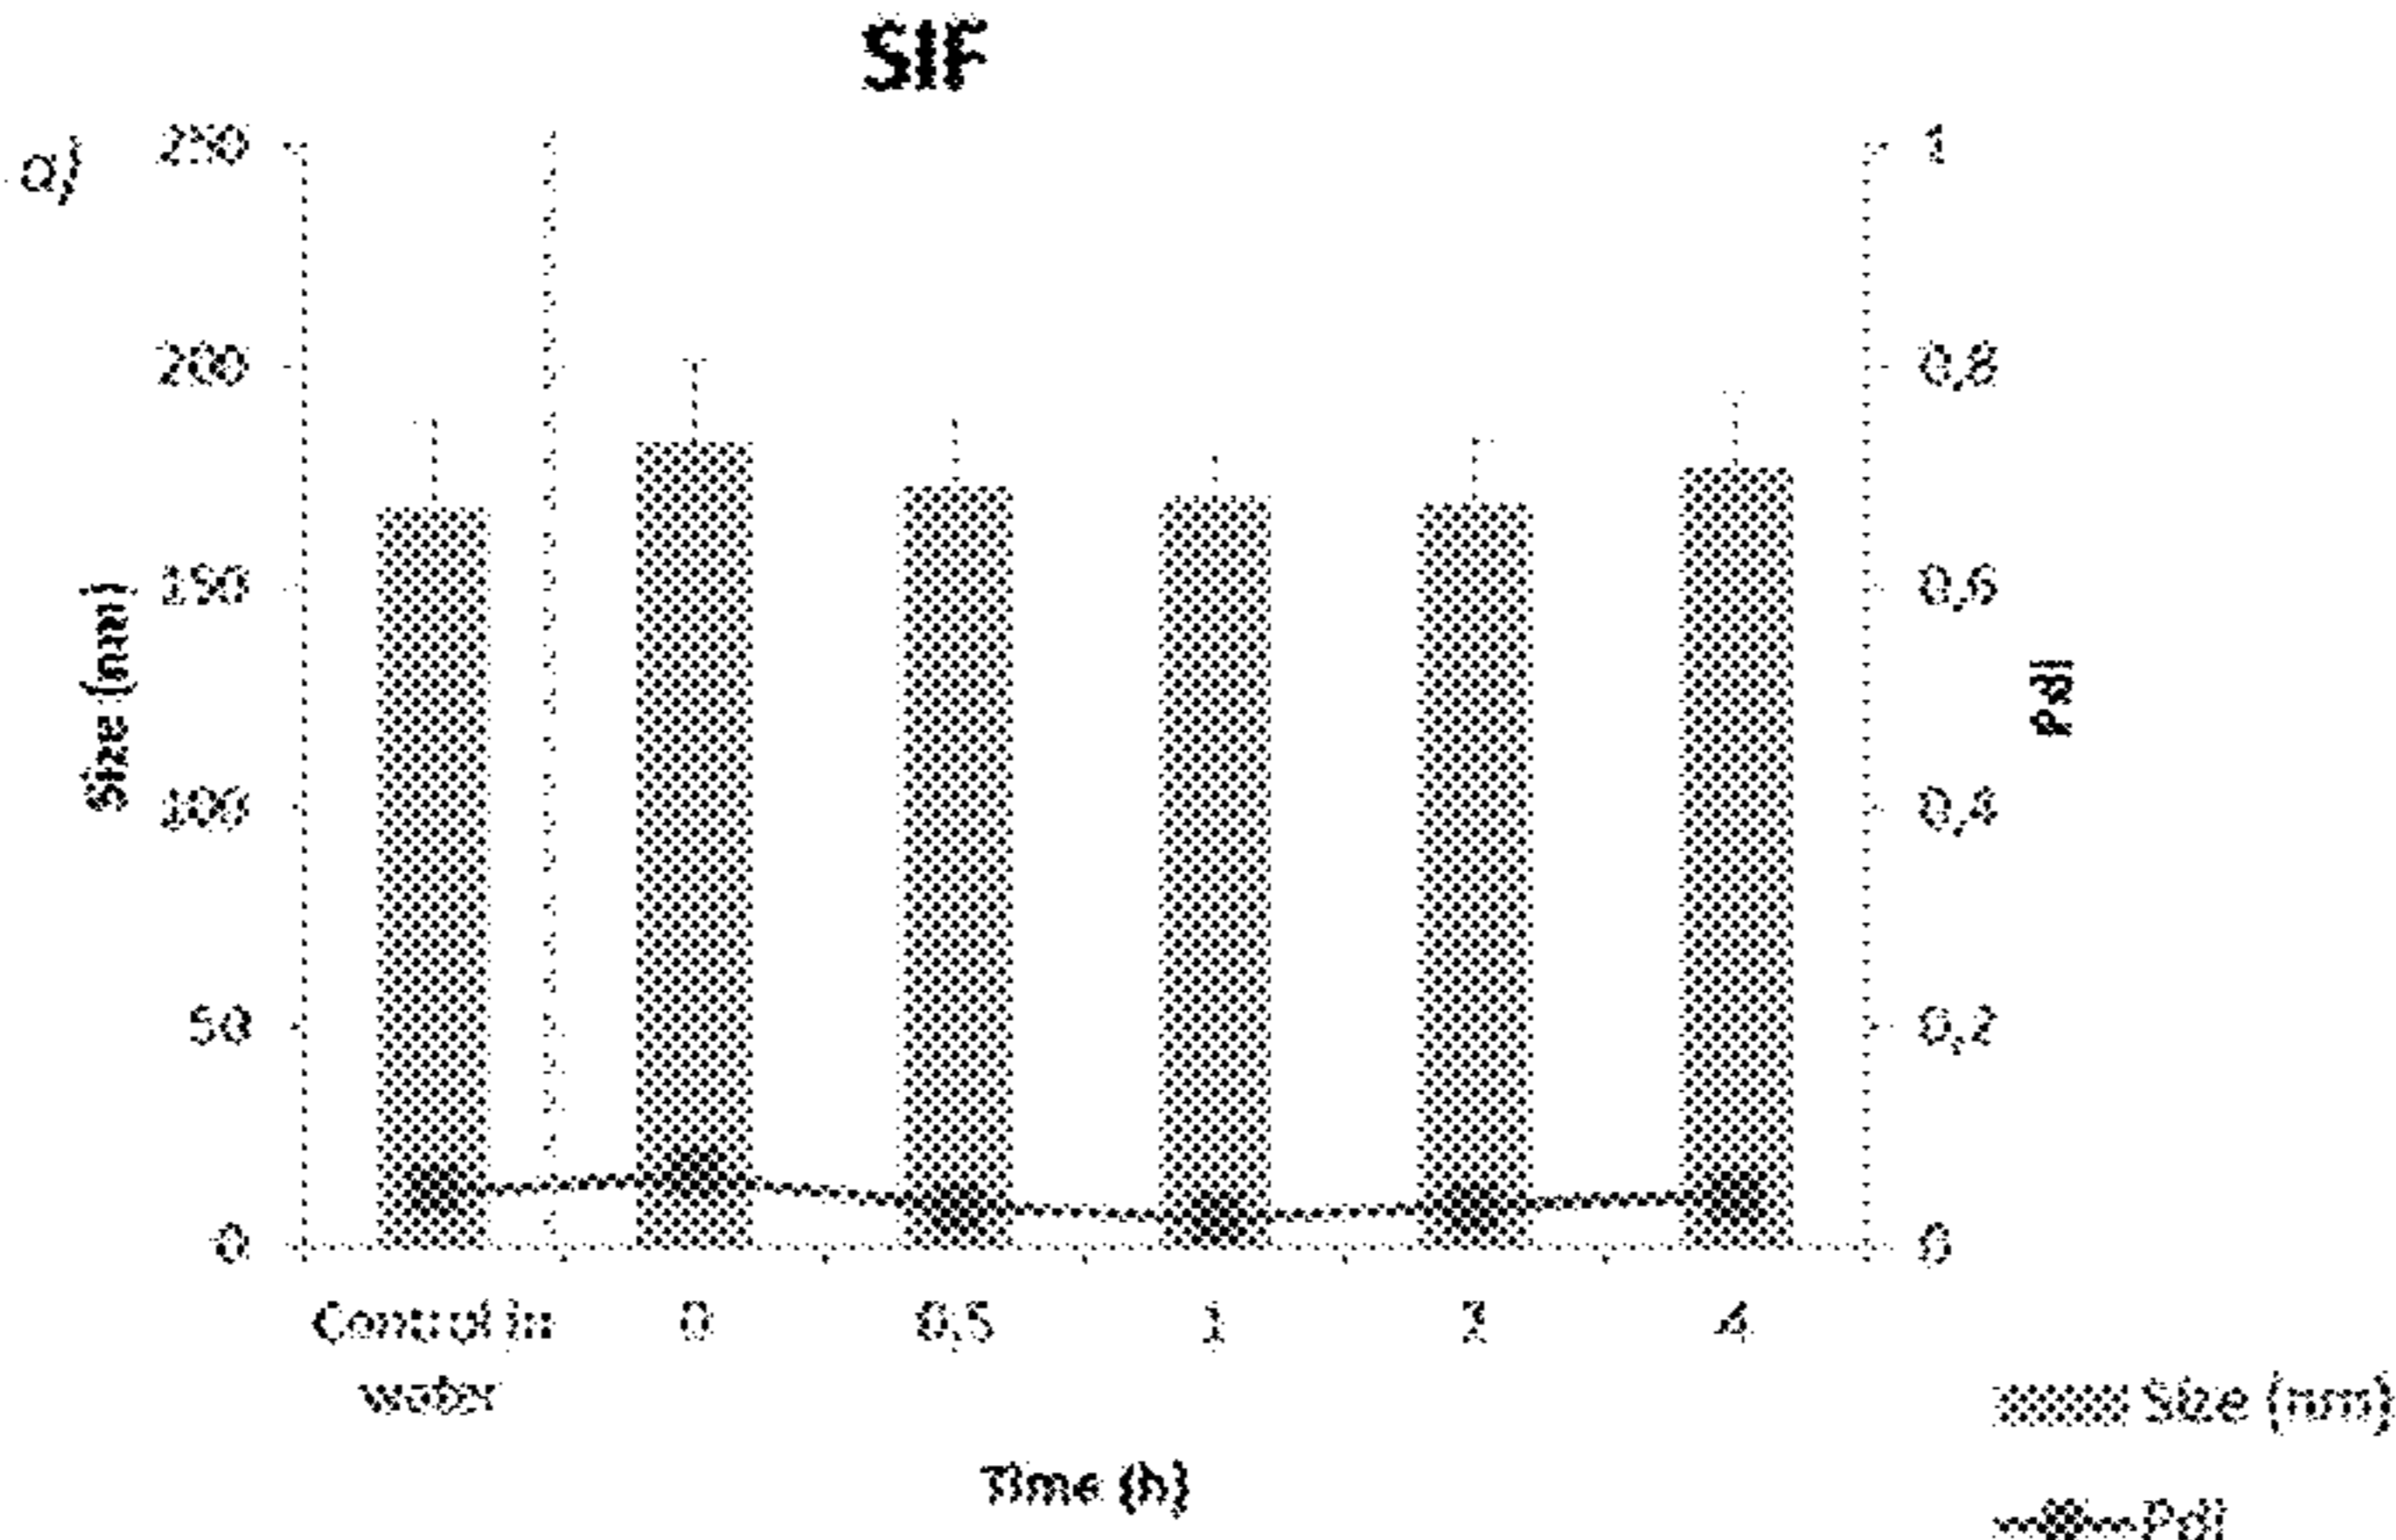 SIF
a)
250
200
150
100
50
0
Size (nm)
1
0,8
0,6
0,4
0,2
0
PdI
Control in
water
0 0,5 1 2 4
Time (h)
Size (nm)
PdI